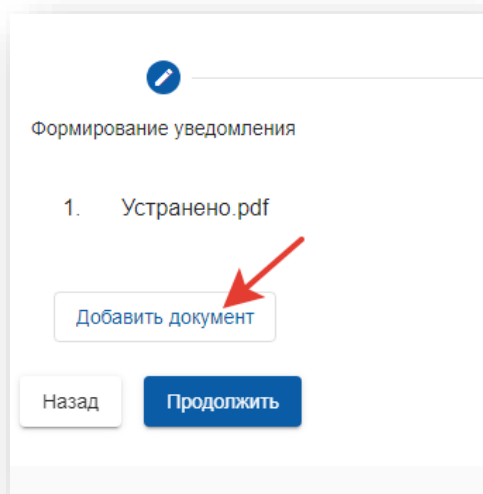 Формирование уведомления
1. Устранено.pdf
Добавить документ
Назад Продолжить